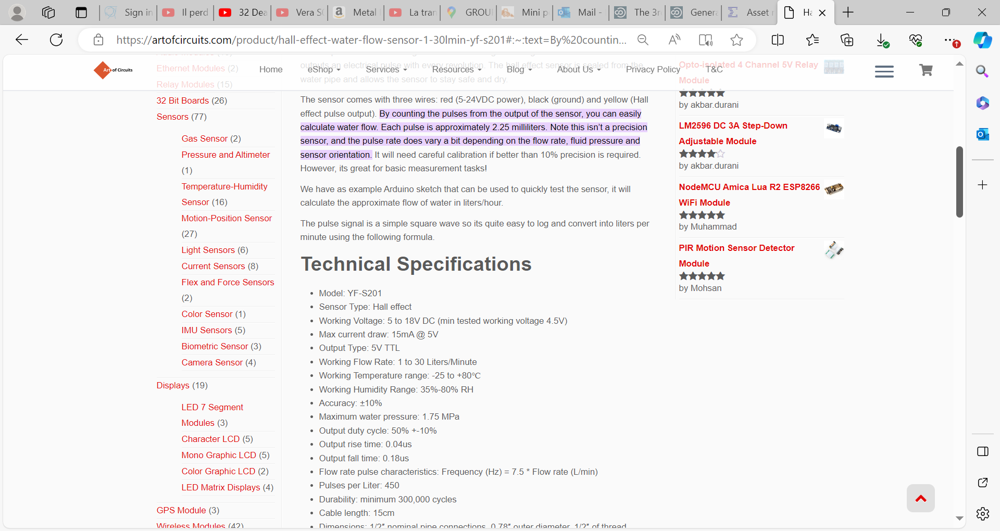 Sign in
Il perd
32 Dea
Vera S
Metal
La tran
GROU
Mini p
Mail -
The 3r
Genera
Asset r
Ha
https://artofcircuits.com/product/hall-effect-water-flow-sensor-1-30lmin-yf-s201#:~:text=By%20countin...
Art of Circuits
Home
eShop
Services
Resources
Blog
About Us
Privacy Policy
T&C
Ethernet Modules (2)
Relay Modules (15)
32 Bit Boards (26)
Sensors (77)
Gas Sensor (2)
Pressure and Altimeter
(1)
Temperature-Humidity
Sensor (16)
Motion-Position Sensor
(27)
Light Sensors (6)
Current Sensors (8)
Flex and Force Sensors
(2)
Color Sensor (1)
IMU Sensors (5)
Biometric Sensor (3)
Camera Sensor (4)
Displays (19)
LED 7 Segment
Modules (3)
Character LCD (5)
Mono Graphic LCD (5)
Color Graphic LCD (2)
LED Matrix Displays (4)
GPS Module (3)
Wireless Modules (42)
outputs an electrical pulse with every revolution. The hall effect sensor is sealed from the
water pipe and allows the sensor to stay safe and dry.
The sensor comes with three wires: red (5-24VDC power), black (ground) and yellow (Hall
effect pulse output). By counting the pulses from the output of the sensor, you can easily
calculate water flow. Each pulse is approximately 2.25 milliliters. Note this isn’t a precision
sensor, and the pulse rate does vary a bit depending on the flow rate, fluid pressure and
sensor orientation. It will need careful calibration if better than 10% precision is required.
However, its great for basic measurement tasks!
We have as example Arduino sketch that can be used to quickly test the sensor, it will
calculate the approximate flow of water in liters/hour.
The pulse signal is a simple square wave so its quite easy to log and convert into liters per
minute using the following formula.
Technical Specifications
• Model: YF-S201
• Sensor Type: Hall effect
• Working Voltage: 5 to 18V DC (min tested working voltage 4.5V)
• Max current draw: 15mA @ 5V
• Output Type: 5V TTL
• Working Flow Rate: 1 to 30 Liters/Minute
• Working Temperature range: -25 to +80℃
• Working Humidity Range: 35%-80% RH
• Accuracy: ±10%
• Maximum water pressure: 1.75 MPa
• Output duty cycle: 50% +-10%
• Output rise time: 0.04us
• Output fall time: 0.18us
• Flow rate pulse characteristics: Frequency (Hz) = 7.5 * Flow rate (L/min)
• Pulses per Liter: 450
• Durability: minimum 300,000 cycles
• Cable length: 15cm
• Dimensions: 1/2″ nominal pipe connections, 0.78″ outer diameter, 1/2″ of thread
Opto-isolated 4 Channel 5V Relay
Module
by akbar.durani
LM2596 DC 3A Step-Down
Adjustable Module
by akbar.durani
NodeMCU Amica Lua R2 ESP8266
WiFi Module
by Muhammad
PIR Motion Sensor Detector
Module
by Mohsan